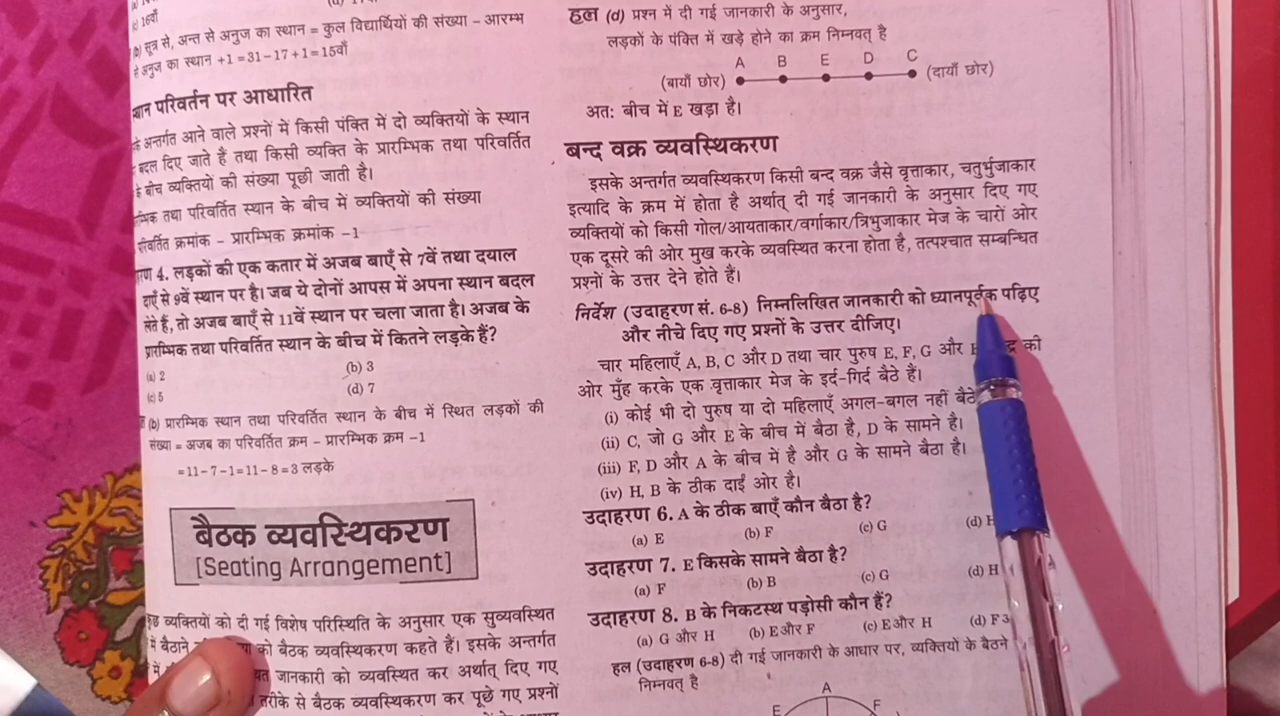 16वाँ
(b) सूत्र से, अन्त से अनुज का स्थान = कुल विद्यार्थियों की संख्या – आरम्भ
से अनुज का स्थान +1 = 31 – 17 + 1 = 15वाँ
स्थान परिवर्तन पर आधारित
के अन्तर्गत आने वाले प्रश्नों में किसी पंक्ति में दो व्यक्तियों के स्थान
बदल दिए जाते हैं तथा किसी व्यक्ति के प्रारम्भिक तथा परिवर्तित
के बीच व्यक्तियों की संख्या पूछी जाती है।
तथा परिवर्तित स्थान के बीच में व्यक्तियों की संख्या
परिवर्तित क्रमांक – प्रारम्भिक क्रमांक –1
4. लड़कों की एक कतार में अजब बाएँ से 7वें तथा दयाल
दाएँ से 9वें स्थान पर है। जब ये दोनों आपस में अपना स्थान बदल
लेते हैं, तो अजब बाएँ से 11वें स्थान पर चला जाता है। अजब के
प्रारम्भिक तथा परिवर्तित स्थान के बीच में कितने लड़के हैं?
(a) 2 (b) 3
(c) 5 (d) 7
(b) प्रारम्भिक स्थान तथा परिवर्तित स्थान के बीच में स्थित लड़कों की
संख्या = अजब का परिवर्तित क्रम – प्रारम्भिक क्रम –1
= 11 – 7 – 1 = 11 – 8 = 3 लड़के
बैठक व्यवस्थिकरण
[Seating Arrangement]
कुछ व्यक्तियों को दी गई विशेष परिस्थिति के अनुसार एक सुव्यवस्थित
में बैठाने को बैठक व्यवस्थिकरण कहते हैं। इसके अन्तर्गत
जानकारी को व्यवस्थित कर अर्थात् दिए गए
तरीके से बैठक व्यवस्थिकरण कर पूछे गए प्रश्नों
हल (d) प्रश्न में दी गई जानकारी के अनुसार,
लड़कों के पंक्ति में खड़े होने का क्रम निम्नवत् है
A B E D C
(बायाँ छोर) (दायाँ छोर)
अतः बीच में E खड़ा है।
बन्द वक्र व्यवस्थिकरण
इसके अन्तर्गत व्यवस्थिकरण किसी बन्द वक्र जैसे वृत्ताकार, चतुर्भुजाकार
इत्यादि के क्रम में होता है अर्थात् दी गई जानकारी के अनुसार दिए गए
व्यक्तियों को किसी गोल/आयताकार/वर्गाकार/त्रिभुजाकार मेज के चारों ओर
एक दूसरे की ओर मुख करके व्यवस्थित करना होता है, तत्पश्चात सम्बन्धित
प्रश्नों के उत्तर देने होते हैं।
निर्देश (उदाहरण सं. 6-8) निम्नलिखित जानकारी को ध्यानपूर्वक पढ़िए
और नीचे दिए गए प्रश्नों के उत्तर दीजिए।
चार महिलाएँ A, B, C और D तथा चार पुरुष E, F, G और की
ओर मुँह करके एक वृत्ताकार मेज के इर्द-गिर्द बैठे हैं।
(i) कोई भी दो पुरुष या दो महिलाएँ अगल-बगल नहीं बैठे
(ii) C, जो G और E के बीच में बैठा है, D के सामने है।
(iii) F, D और A के बीच में है और G के सामने बैठा है।
(iv) H, B के ठीक दाईं ओर है।
उदाहरण 6. A के ठीक बाएँ कौन बैठा है?
(a) E (b) F (c) G (d) H
उदाहरण 7. E किसके सामने बैठा है?
(a) F (b) B (c) G (d) H
उदाहरण 8. B के निकटस्थ पड़ोसी कौन हैं?
(a) G और H (b) E और F (c) E और H (d) F
हल (उदाहरण 6-8) दी गई जानकारी के आधार पर, व्यक्तियों के बैठने
निम्नवत् है
A
E F